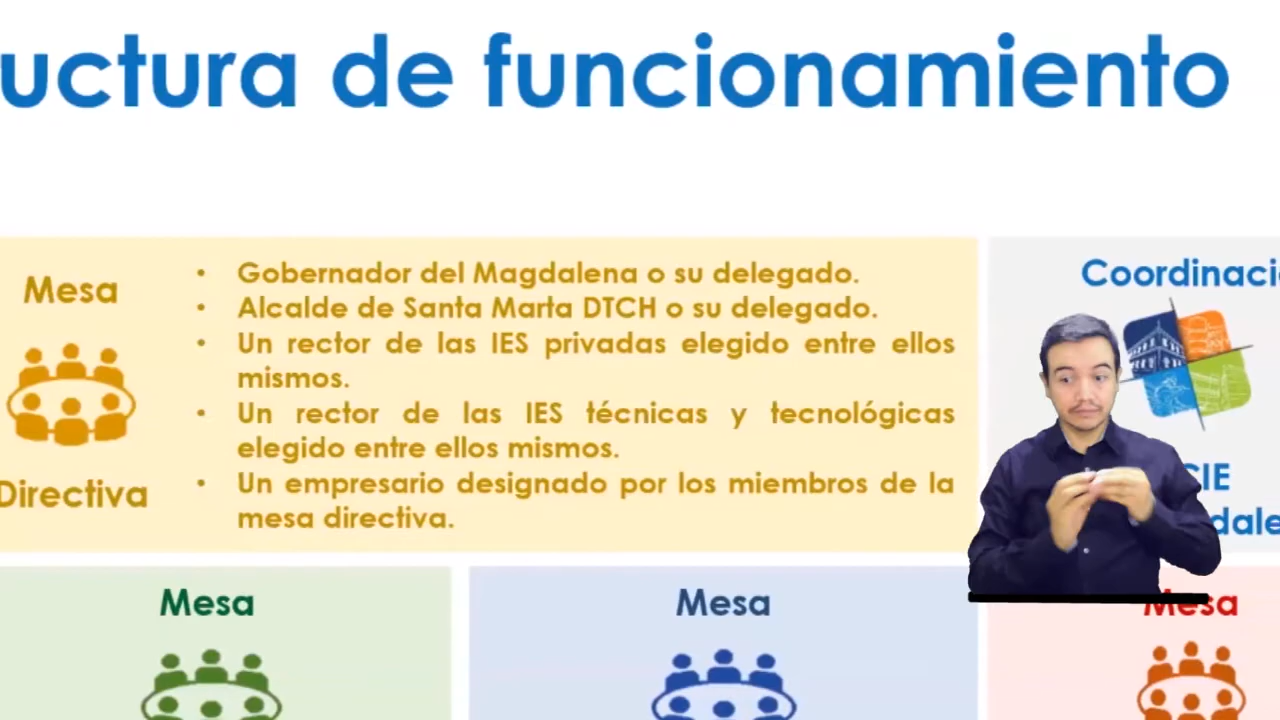 uctura de funcionamiento
Mesa
Directiva
• Gobernador del Magdalena o su delegado.
• Alcalde de Santa Marta DTCH o su delegado.
• Un rector de las IES privadas elegido entre ellos
mismos.
• Un rector de las IES técnicas y tecnológicas
elegido entre ellos mismos.
• Un empresario designado por los miembros de la
mesa directiva.
Coordinaci
CIE
dale
Mesa
Mesa
Mesa